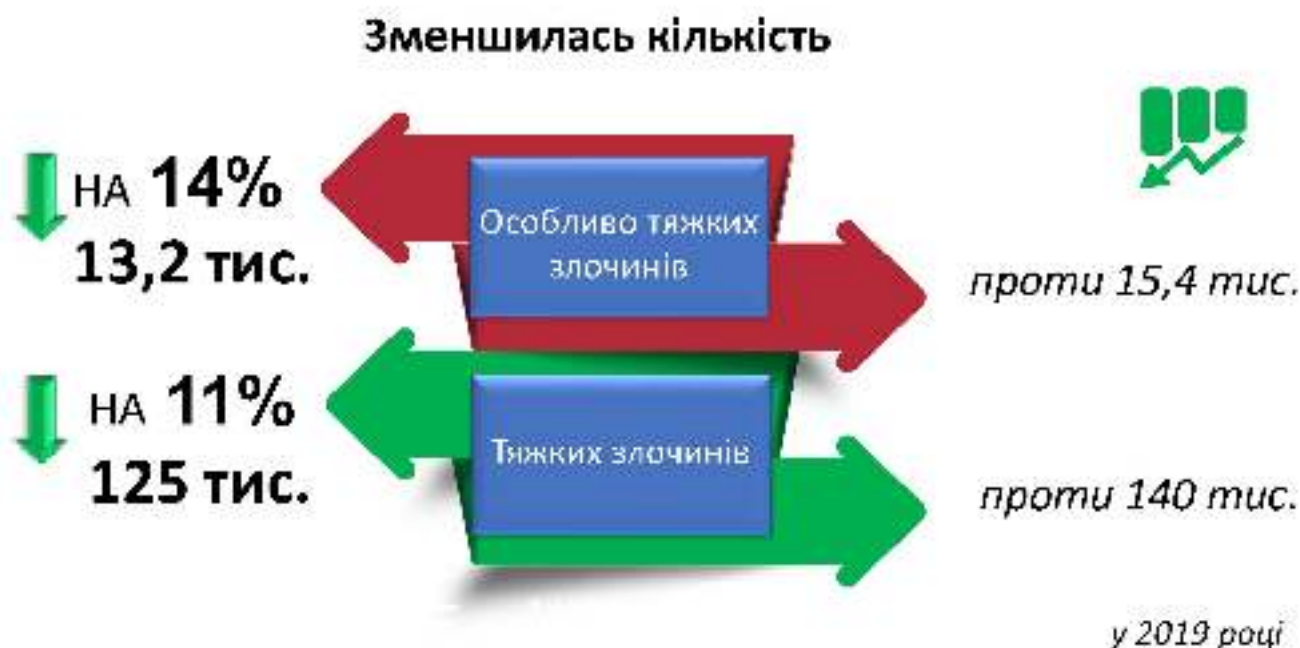 Зменшилась кількість
НА 14%
13,2 тис.
Особливо тяжких
злочинів
проти 15,4 тис.
НА 11%
125 тис.
Тяжких злочинів
проти 140 тис.
у 2019 році